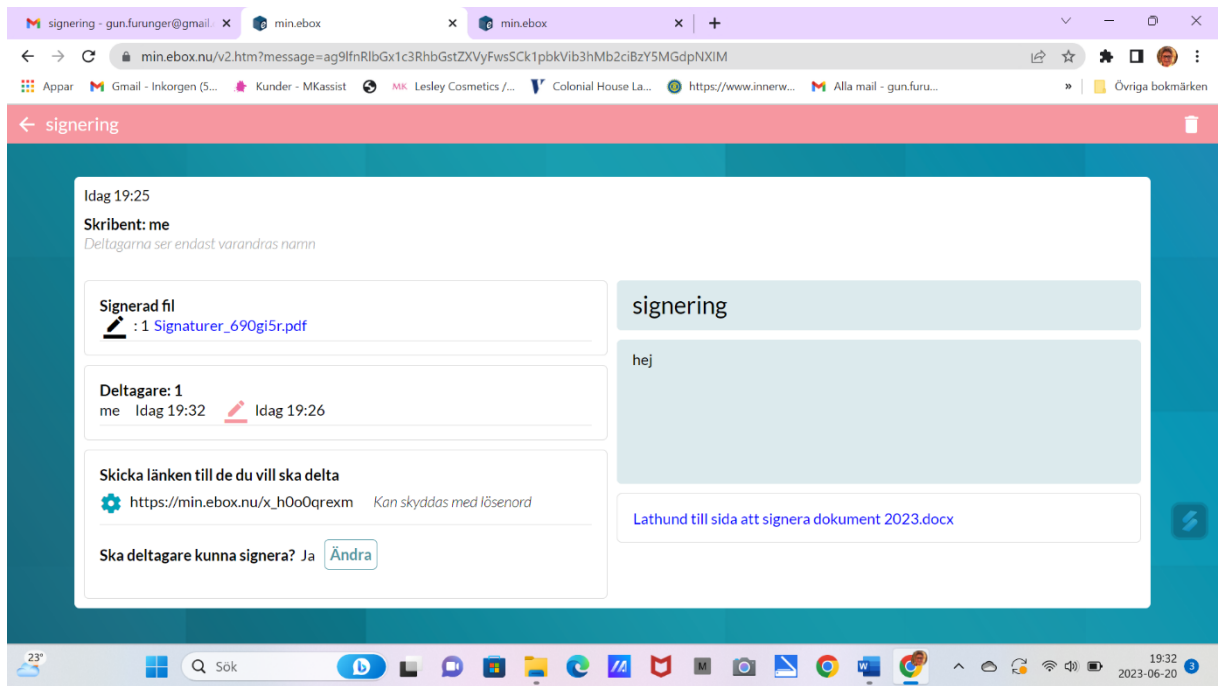 signering - gun.furunger@gmail.
min.ebox
min.ebox
min.ebox.nu/v2.htm?message=ag9lfnRlbGx1c3RhbGstZXVyFwsSCk1pbkVib3hMb2ciBzY5MGdpNXIM
Appar
Gmail - Inkorgen (5...
Kunder - MKassist
MK Lesley Cosmetics /...
Colonial House La...
https://www.innerw...
Alla mail - gun.furu...
»
Övriga bokmärken
signering
Idag 19:25
Skribent: me
Deltagarna ser endast varandras namn
Signerad fil
: 1 Signaturer_690gi5r.pdf
Deltagare: 1
me Idag 19:32 Idag 19:26
Skicka länken till de du vill ska delta
https://min.ebox.nu/x_h0o0qrexm Kan skyddas med lösenord
Ska deltagare kunna signera? Ja Ändra
signering
hej
Lathund till sida att signera dokument 2023.docx
23°
Sök
19:32
2023-06-20
3